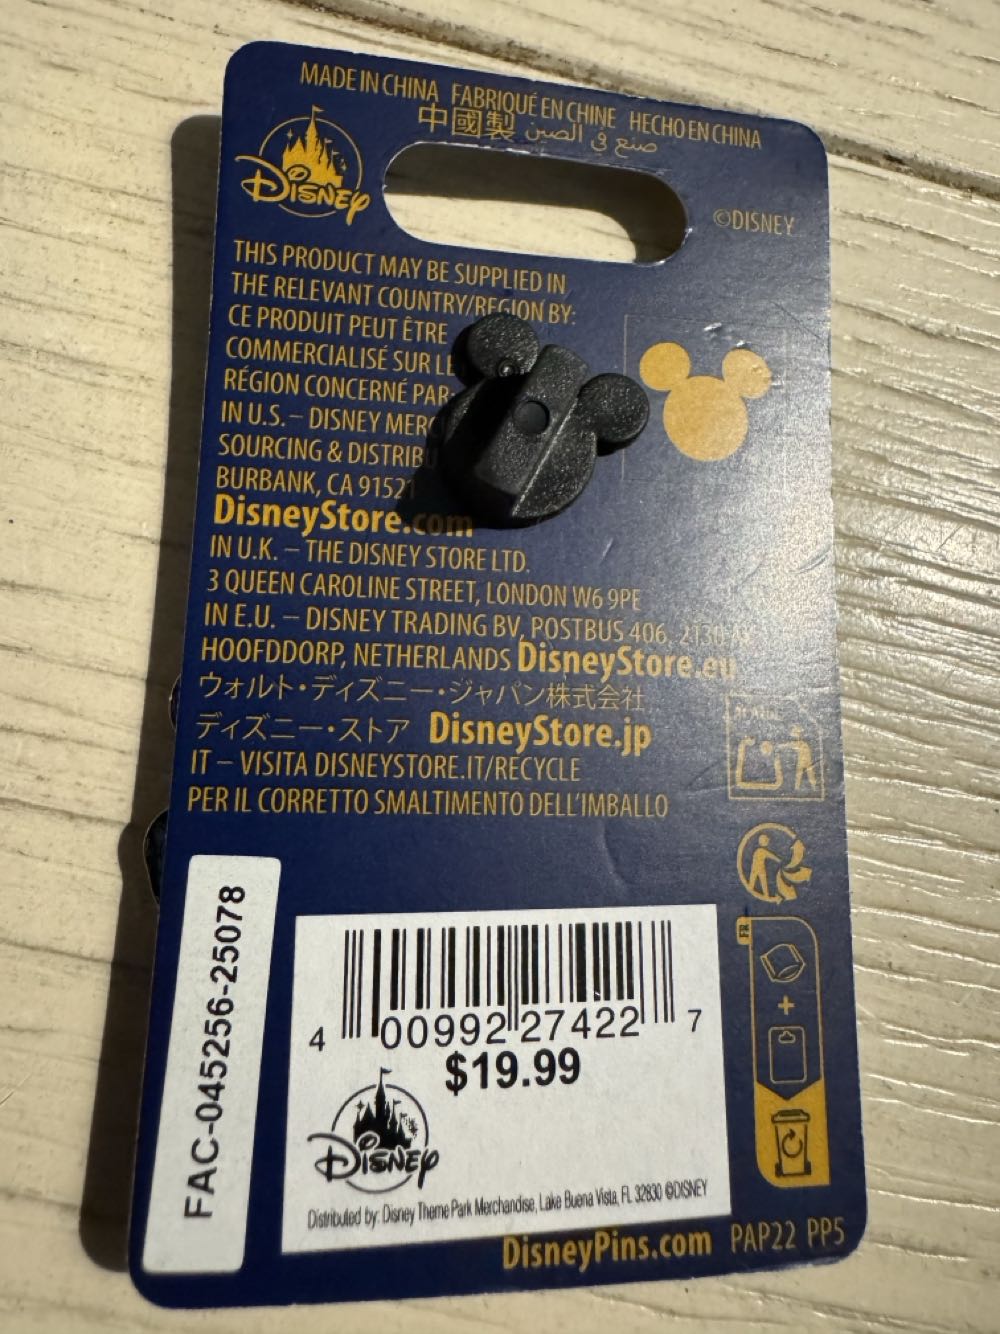 MADE IN CHINA FABRIQUÉ EN CHINE HECHO EN CHINA
中國製 صنع في الصين
DISNEY
©DISNEY
THIS PRODUCT MAY BE SUPPLIED IN
THE RELEVANT COUNTRY/REGION BY:
CE PRODUIT PEUT ÊTRE
COMMERCIALISÉ SUR LE
RÉGION CONCERNÉ PAR:
IN U.S. – DISNEY
SOURCING &
BURBANK, CA 91521
DisneyStore.com
IN U.K. – THE DISNEY STORE LTD.
3 QUEEN CAROLINE STREET, LONDON W6 9PE
IN E.U. – DISNEY TRADING BV, POSTBUS 406, 2130
HOOFDDORP, NETHERLANDS DisneyStore.eu
ウォルト・ディズニー・ジャパン株式会社
ディズニー・ストア DisneyStore.jp
IT – VISITA DISNEYSTORE.IT/RECYCLE
PER IL CORRETTO SMALTIMENTO DELL'IMBALLO
FR
+
FAC-045256-25078
4 00992 27422 7
$19.99
DISNEY
Distributed by: Disney Theme Park Merchandise, Lake Buena Vista, FL 32830 ©DISNEY
DisneyPins.com PAP22 PP5